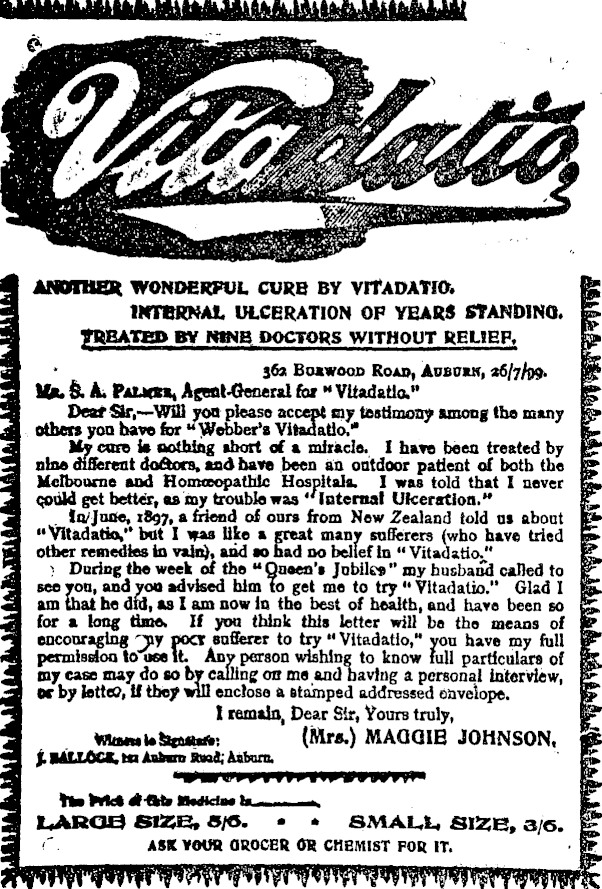 Vitadatio.
ANOTHER WONDERFUL CURE BY VITADATIO.
INTERNAL ULCERATION OF YEARS STANDING.
TREATED BY NINE DOCTORS WITHOUT RELIEF.
362 BURWOOD ROAD, AUBURN, 26/7/99.
MR. S. A. PALMER, Agent-General for "Vitadatio."
Dear Sir,—Will you please accept my testimony among the many
others you have for "Webber's Vitadatio."
My cure is nothing short of a miracle. I have been treated by
nine different doctors, and have been an outdoor patient of both the
Melbourne and Homœopathic Hospitals. I was told that I never
could get better, as my trouble was "Internal Ulceration."
In June, 1897, a friend of ours from New Zealand told us about
"Vitadatio," but I was like a great many sufferers (who have tried
other remedies in vain), and so had no belief in "Vitadatio."
During the week of the "Queen's Jubilee" my husband called to
see you, and you advised him to get me to try "Vitadatio." Glad I
am that he did, as I am now in the best of health, and have been so
for a long time. If you think this letter will be the means of
encouraging any poor sufferer to try "Vitadatio," you have my full
permission to use it. Any person wishing to know full particulars of
my case may do so by calling on me and having a personal interview,
or by letter, if they will enclose a stamped addressed envelope.
I remain, Dear Sir, Yours truly,
(Mrs.) MAGGIE JOHNSON.
Witness to Signature:
J. HALLOCK, Auburn Road, Auburn.
The Price of this Medicine is
LARGE SIZE, 5/6. * * SMALL SIZE, 3/6.
ASK YOUR GROCER OR CHEMIST FOR IT.